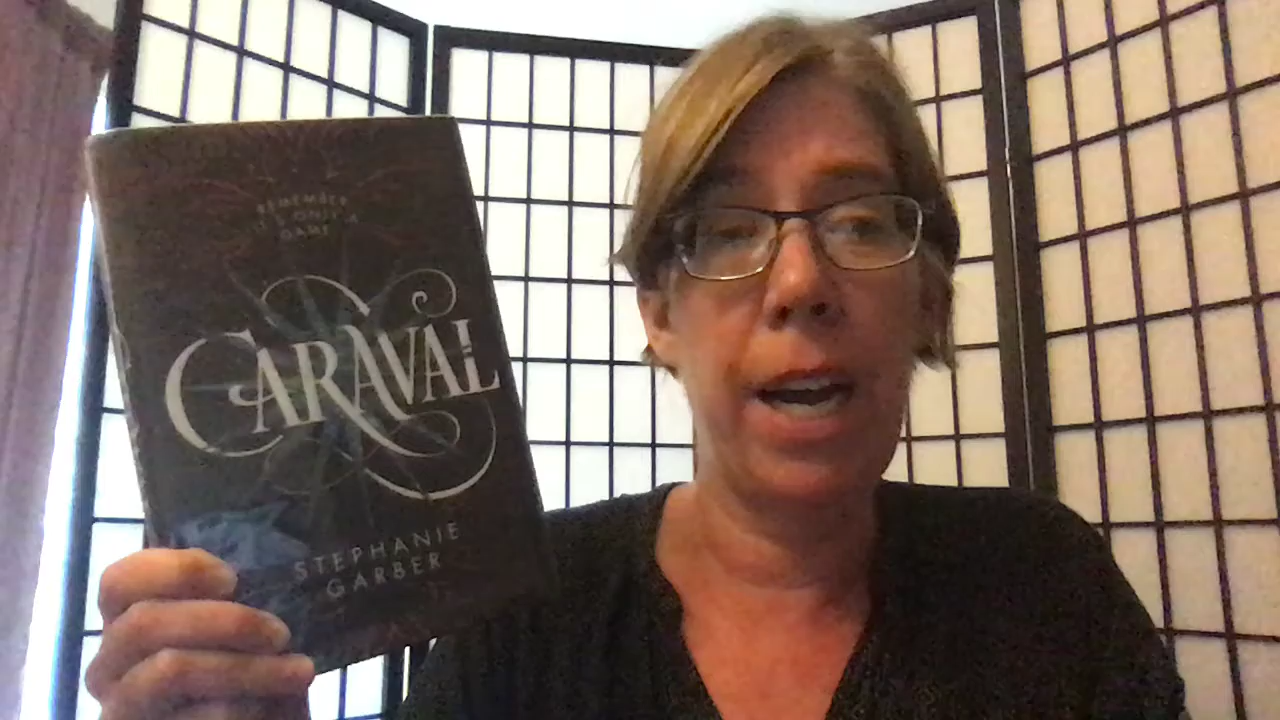 REMEMBER
IT'S ONLY A
GAME
CARAVAL
STEPHANIE
GARBER